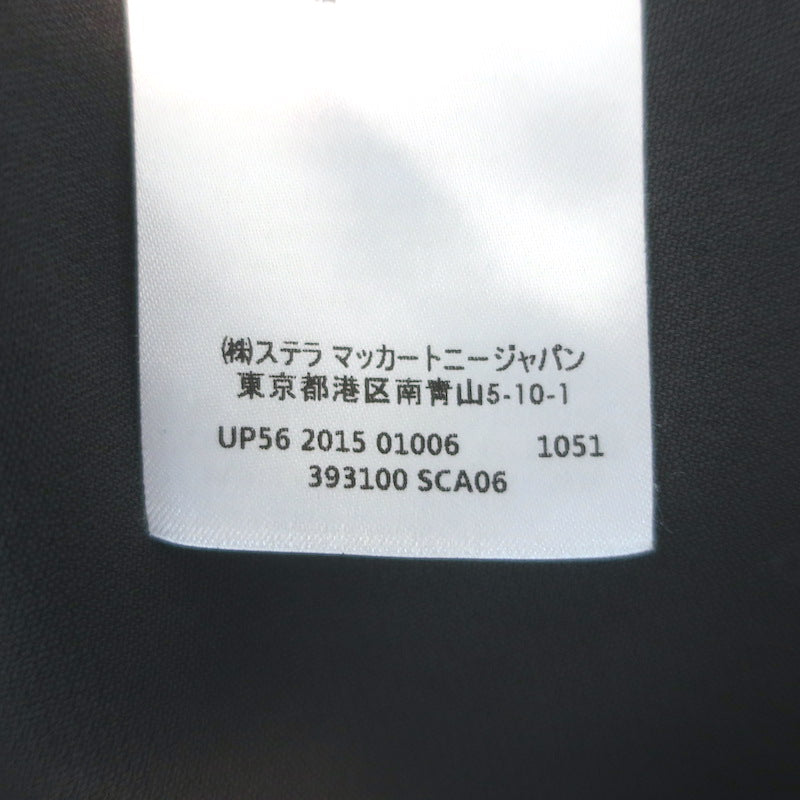 ㈱ステラ マッカートニージャパン
東京都港区南青山5-10-1
UP56 2015 01006 1051
393100 SCA06